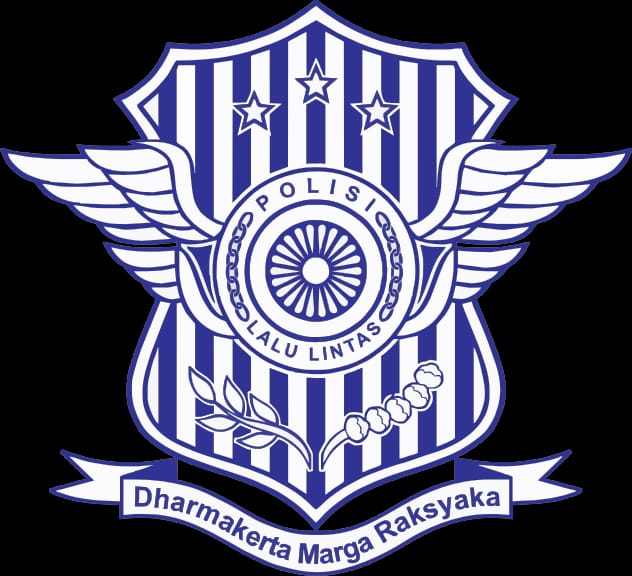 POLISI
LALU LINTAS
Dharmakerta Marga Raksyaka